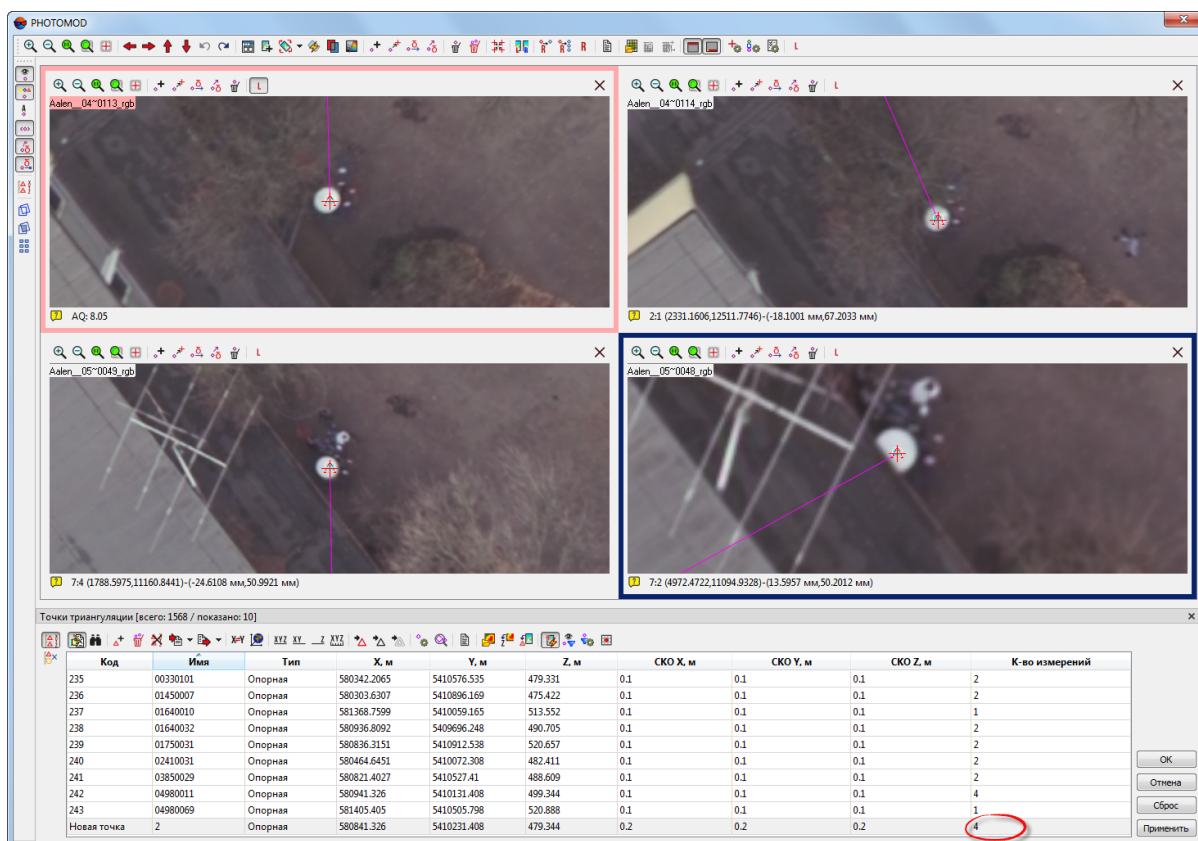 PHOTOMOD
R R R L
L
Aalen__04~0113_rgb
AQ: 8.05
L
Aalen__04~0114_rgb
2:1 (2331.1606,12511.7746)-(-18.1001 мм,67.2033 мм)
L
Aalen__05~0049_rgb
7:4 (1788.5975,11160.8441)-(-24.6108 мм,50.9921 мм)
L
Aalen__05~0048_rgb
7:2 (4972.4722,11094.9328)-(13.5957 мм,50.2012 мм)
Точки триангуляции [всего: 1568 / показано: 10]
X=Y XYZ XY_ __Z XYZ
Код Имя Тип X, м Y, м Z, м СКО X, м СКО Y, м СКО Z, м К-во измерений
235 00330101 Опорная 580342.2065 5410576.535 479.331 0.1 0.1 0.1 2
236 01450007 Опорная 580303.6307 5410896.169 475.422 0.1 0.1 0.1 2
237 01640010 Опорная 581368.7599 5410059.165 513.552 0.1 0.1 0.1 1
238 01640032 Опорная 580936.8092 5409696.248 490.705 0.1 0.1 0.1 2
239 01750031 Опорная 580836.3151 5410912.538 520.657 0.1 0.1 0.1 2
240 02410031 Опорная 580464.6451 5410072.308 482.411 0.1 0.1 0.1 2
241 03850029 Опорная 580821.4027 5410527.41 488.609 0.1 0.1 0.1 2
242 04980011 Опорная 580941.326 5410131.408 499.344 0.1 0.1 0.1 4
243 04980069 Опорная 581405.405 5410505.798 520.888 0.1 0.1 0.1 1
Новая точка 2 Опорная 580841.326 5410231.408 479.344 0.2 0.2 0.2 4
OK
Отмена
Сброс
Применить